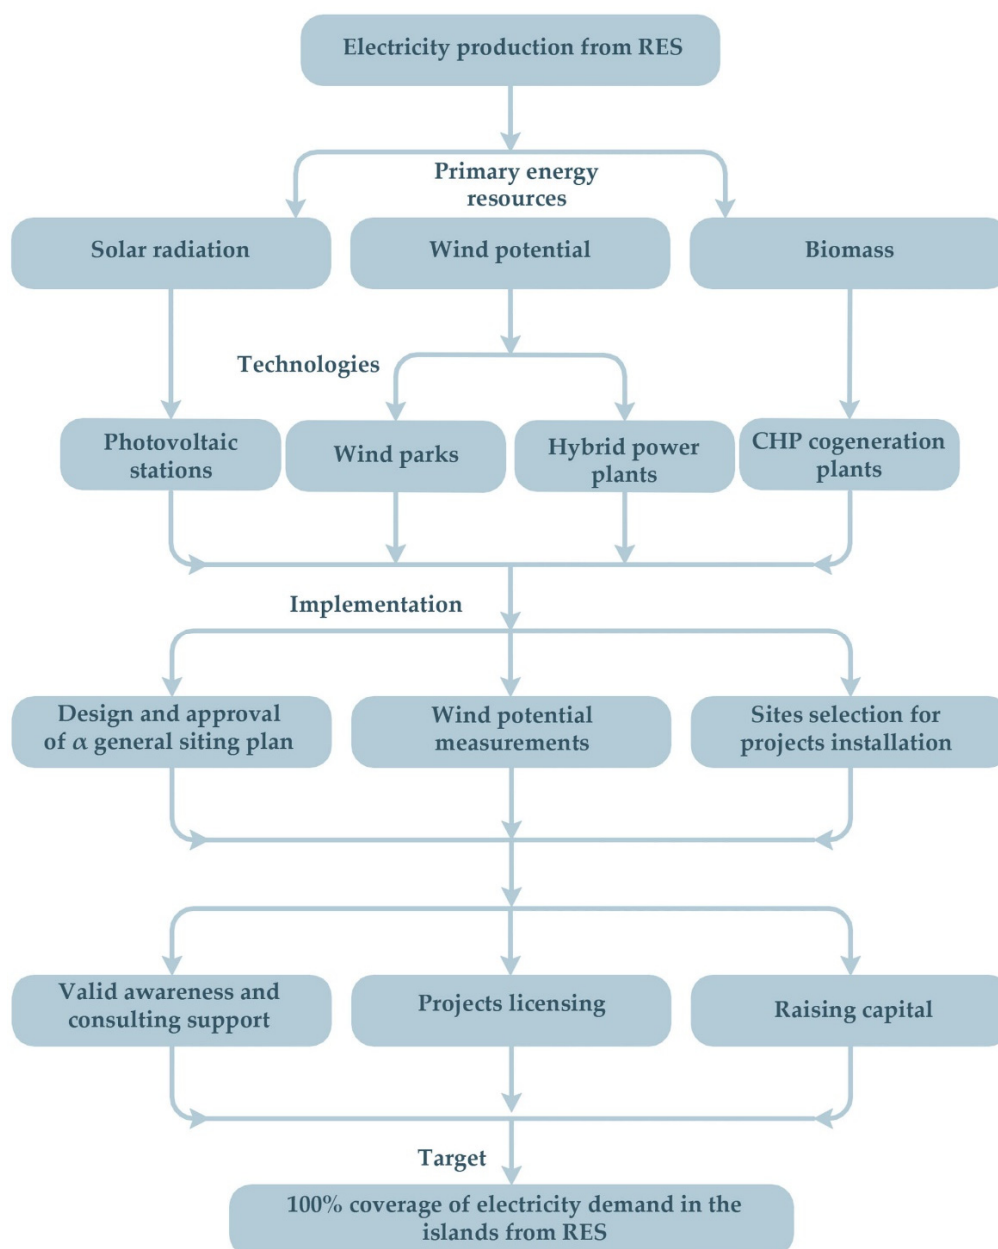 Electricity production from RES
Primary energy
resources
Solar radiation
Wind potential
Biomass
Technologies
Photovoltaic
stations
Wind parks
Hybrid power
plants
CHP cogeneration
plants
Implementation
Design and approval
of α general siting plan
Wind potential
measurements
Sites selection for
projects installation
Valid awareness and
consulting support
Projects licensing
Raising capital
Target
100% coverage of electricity demand in the
islands from RES